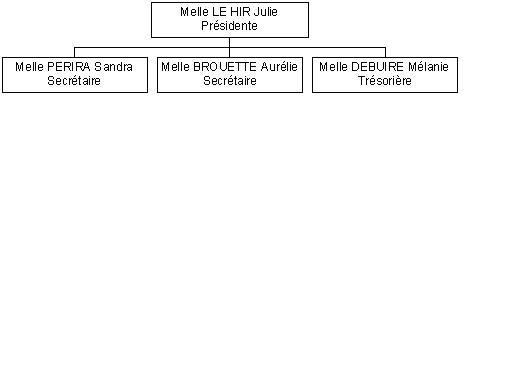 Melle LE HIR Julie
Présidente
Melle PERIRA Sandra
Secrétaire
Melle BROUETTE Aurélie
Secrétaire
Melle DEBUIRE Mélanie
Trésorière